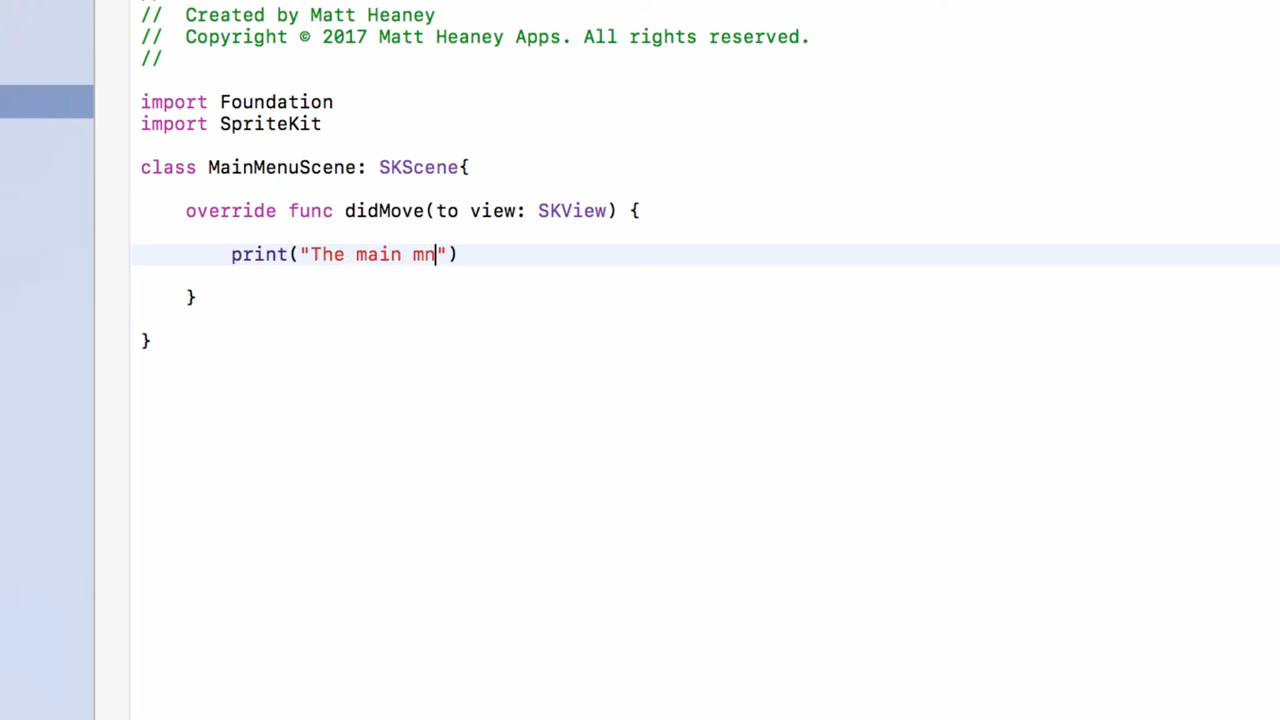 //  Created by Matt Heaney
//  Copyright © 2017 Matt Heaney Apps. All rights reserved.
//
import Foundation
import SpriteKit
class MainMenuScene: SKScene{
override func didMove(to view: SKView) {
print("The main mn")
}
}